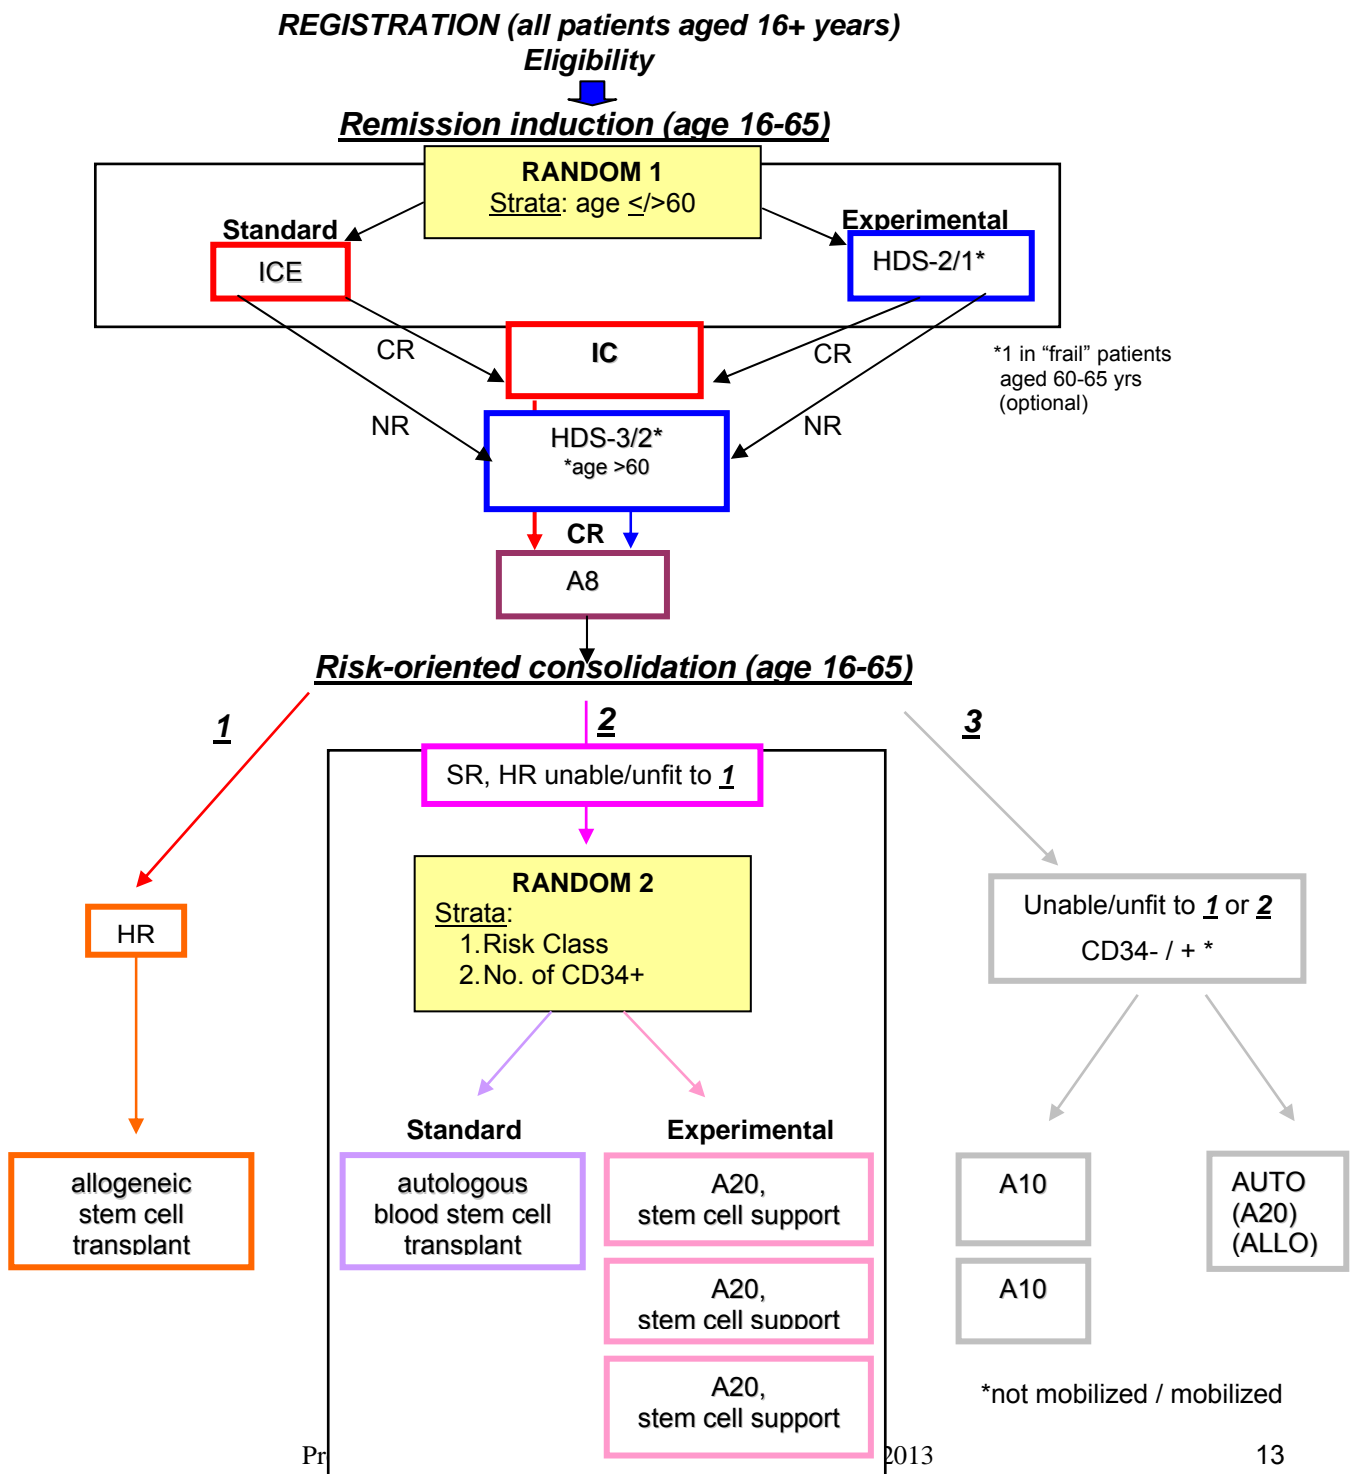 REGISTRATION (all patients aged 16+ years)
Eligibility
Remission induction (age 16-65)
RANDOM 1
Strata: age </>60
Standard
Experimental
ICE
HDS-2/1*
CR
IC
CR
*1 in “frail” patients
aged 60-65 yrs
(optional)
NR
HDS-3/2*
*age >60
NR
CR
A8
Risk-oriented consolidation (age 16-65)
1
2
3
SR, HR unable/unfit to 1
RANDOM 2
Strata:
1.Risk Class
2.No. of CD34+
HR
Unable/unfit to 1 or 2
CD34- / + *
Standard
Experimental
allogeneic
stem cell
transplant
autologous
blood stem cell
transplant
A20,
stem cell support
A20,
stem cell support
A20,
stem cell support
A10
A10
AUTO
(A20)
(ALLO)
*not mobilized / mobilized
Pr
2013
13